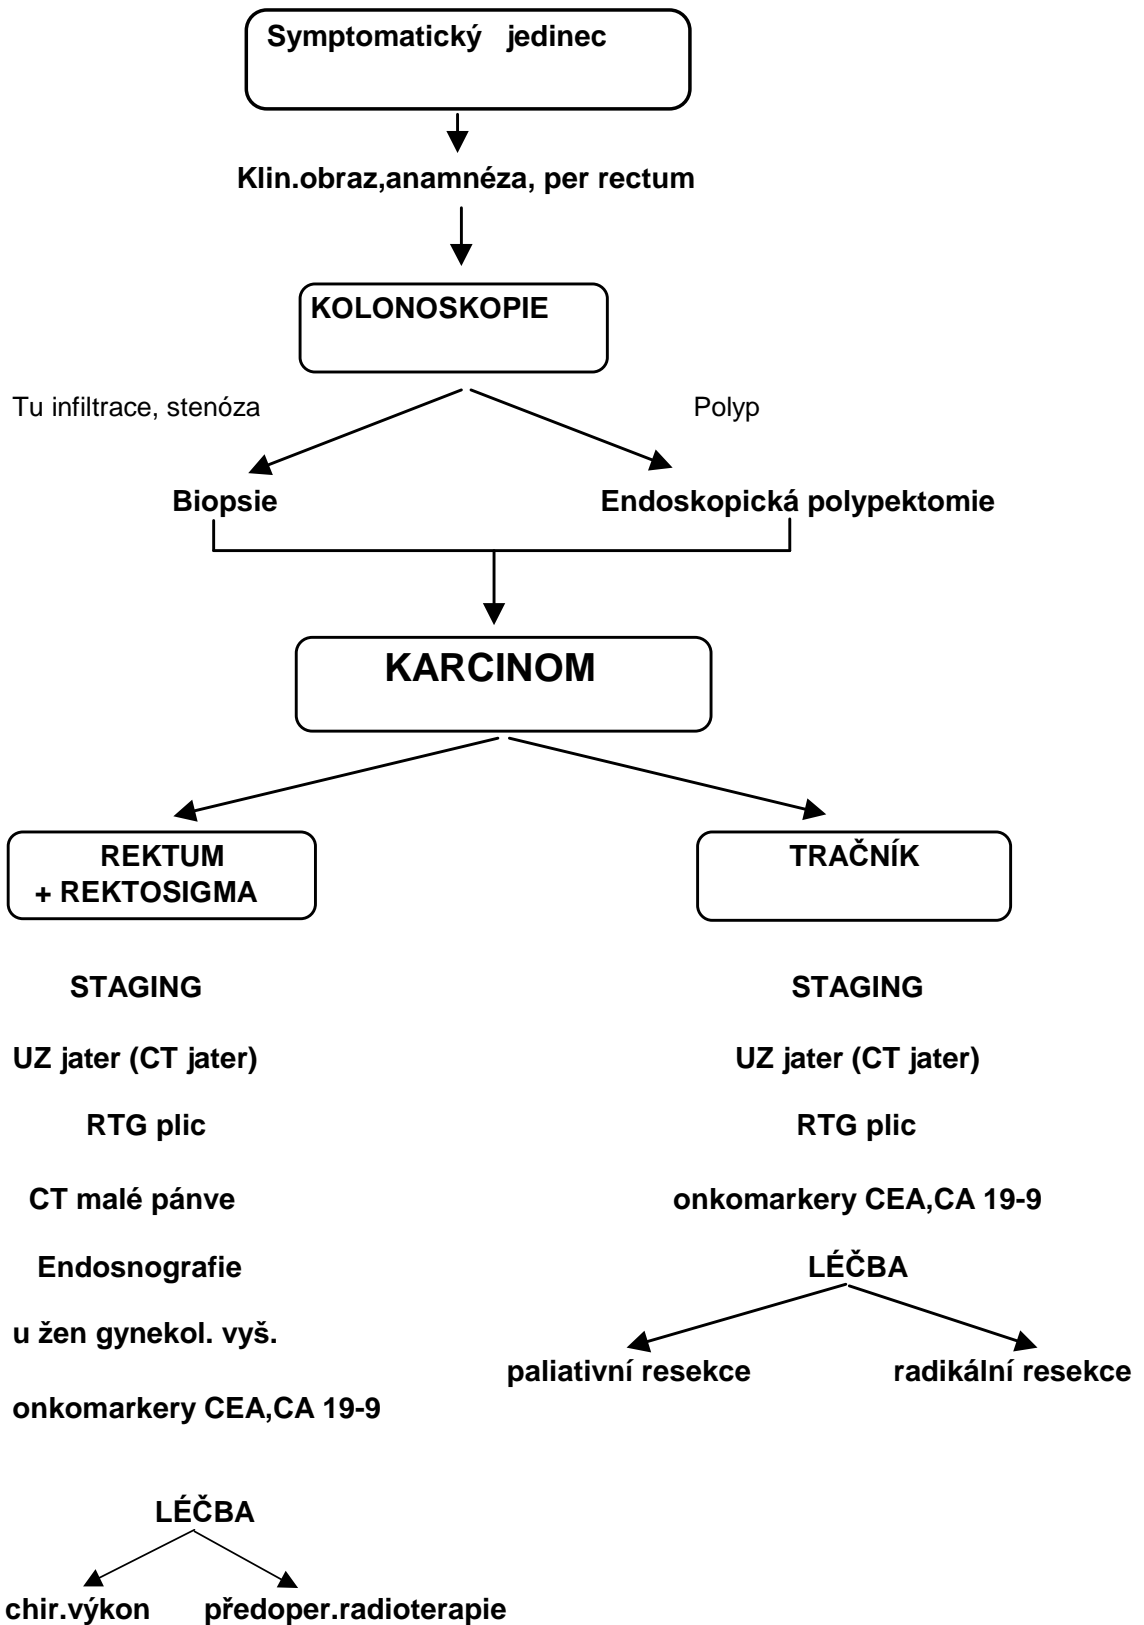 Symptomatický jedinec
Klin.obraz,anamnéza, per rectum
KOLONOSKOPIE
Tu infiltrace, stenóza
Polyp
Biopsie
Endoskopická polypektomie
KARCINOM
REKTUM
+ REKTOSIGMA
TRAČNÍK
STAGING
STAGING
UZ jater (CT jater)
UZ jater (CT jater)
RTG plic
RTG plic
CT malé pánve
onkomarkery CEA,CA 19-9
Endosnografie
LÉČBA
u žen gynekol. vyš.
paliativní resekce
radikální resekce
onkomarkery CEA,CA 19-9
LÉČBA
chir.výkon
předoper.radioterapie